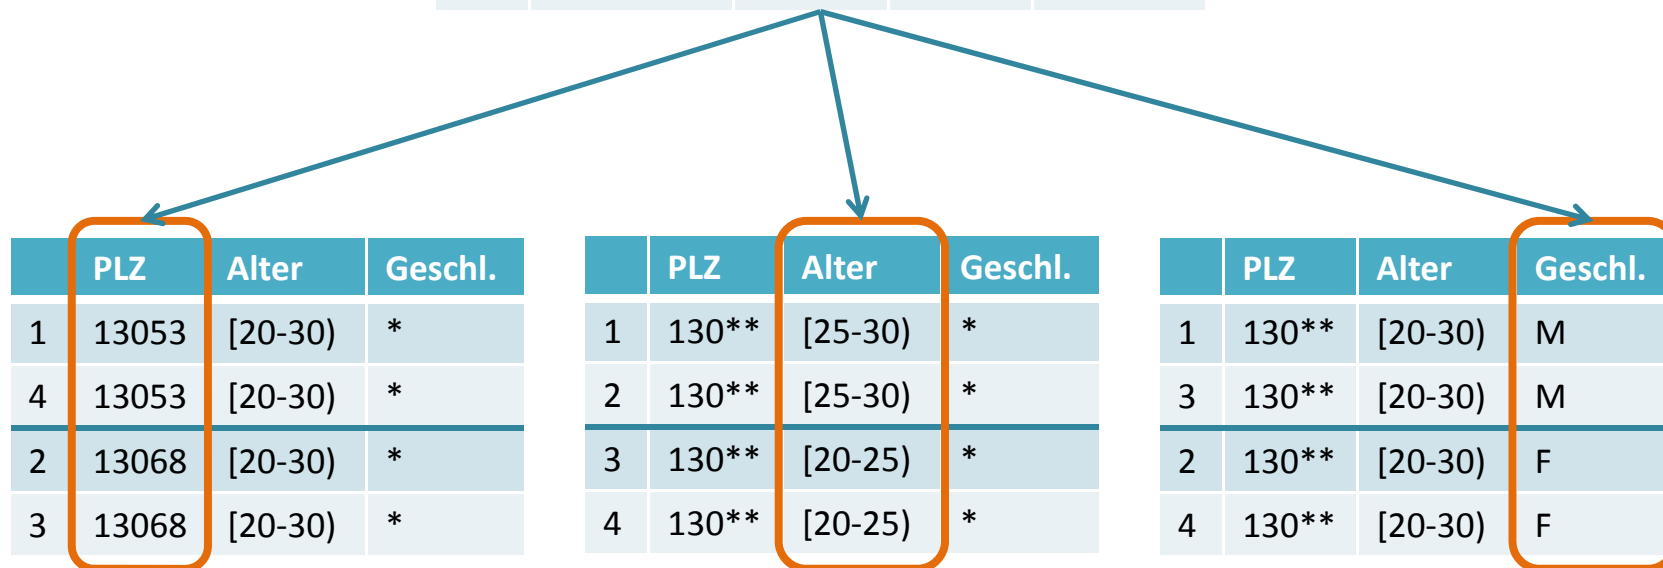 PLZ Alter Geschl.
1 13053 [20-30) *
4 13053 [20-30) *
2 13068 [20-30) *
3 13068 [20-30) *
PLZ Alter Geschl.
1 130** [25-30) *
2 130** [25-30) *
3 130** [20-25) *
4 130** [20-25) *
PLZ Alter Geschl.
1 130** [20-30) M
3 130** [20-30) M
2 130** [20-30) F
4 130** [20-30) F